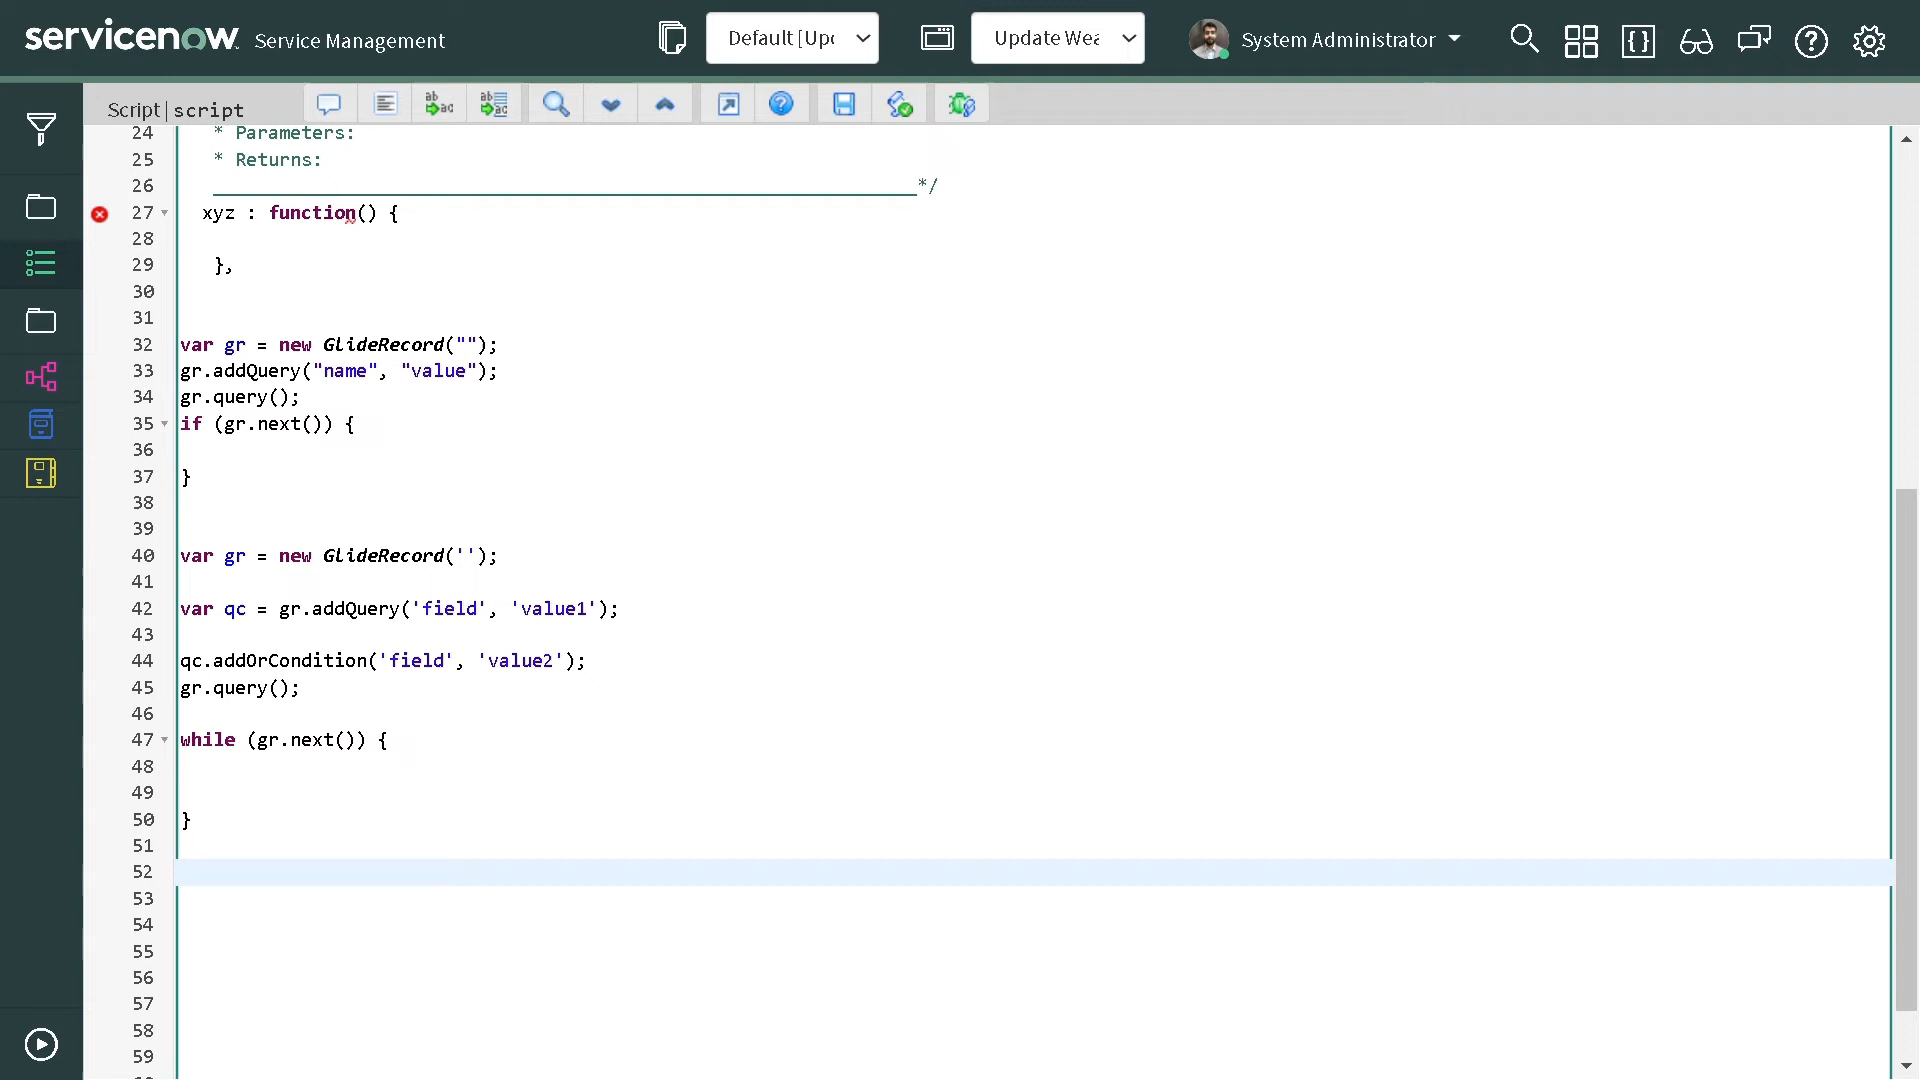 servicenow Service Management
Default [Upd
Update Wea
System Administrator
Script | script
24 * Parameters:
25 * Returns:
26 ________________________________________________________________*/
27 xyz : function() {
28
29 },
30
31
32 var gr = new GlideRecord("");
33 gr.addQuery("name", "value");
34 gr.query();
35 if (gr.next()) {
36
37 }
38
39
40 var gr = new GlideRecord('');
41
42 var qc = gr.addQuery('field', 'value1');
43
44 qc.addOrCondition('field', 'value2');
45 gr.query();
46
47 while (gr.next()) {
48
49
50 }
51
52
53
54
55
56
57
58
59